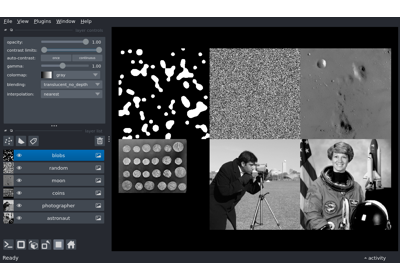 File View Plugins Window Help
opacity: 1.00
contrast limits:
auto-contrast: once continuous
gamma: 1.00
colormap: gray
blending: translucent_no_depth
interpolation: nearest
blobs
random
moon
coins
photographer
astronaut
Ready
activity